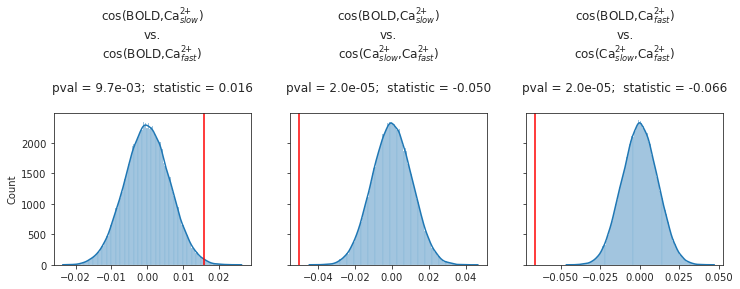 cos(BOLD,Ca²⁺slow)
vs.
cos(BOLD,Ca²⁺fast)
pval = 9.7e-03; statistic = 0.016
cos(BOLD,Ca²⁺slow)
vs.
cos(Ca²⁺slow,Ca²⁺fast)
pval = 2.0e-05; statistic = -0.050
cos(BOLD,Ca²⁺fast)
vs.
cos(Ca²⁺slow,Ca²⁺fast)
pval = 2.0e-05; statistic = -0.066
Count
2000
1500
1000
500
0
−0.02 −0.01 0.00 0.01 0.02
−0.04 −0.02 0.00 0.02 0.04
−0.050 −0.025 0.000 0.025 0.050